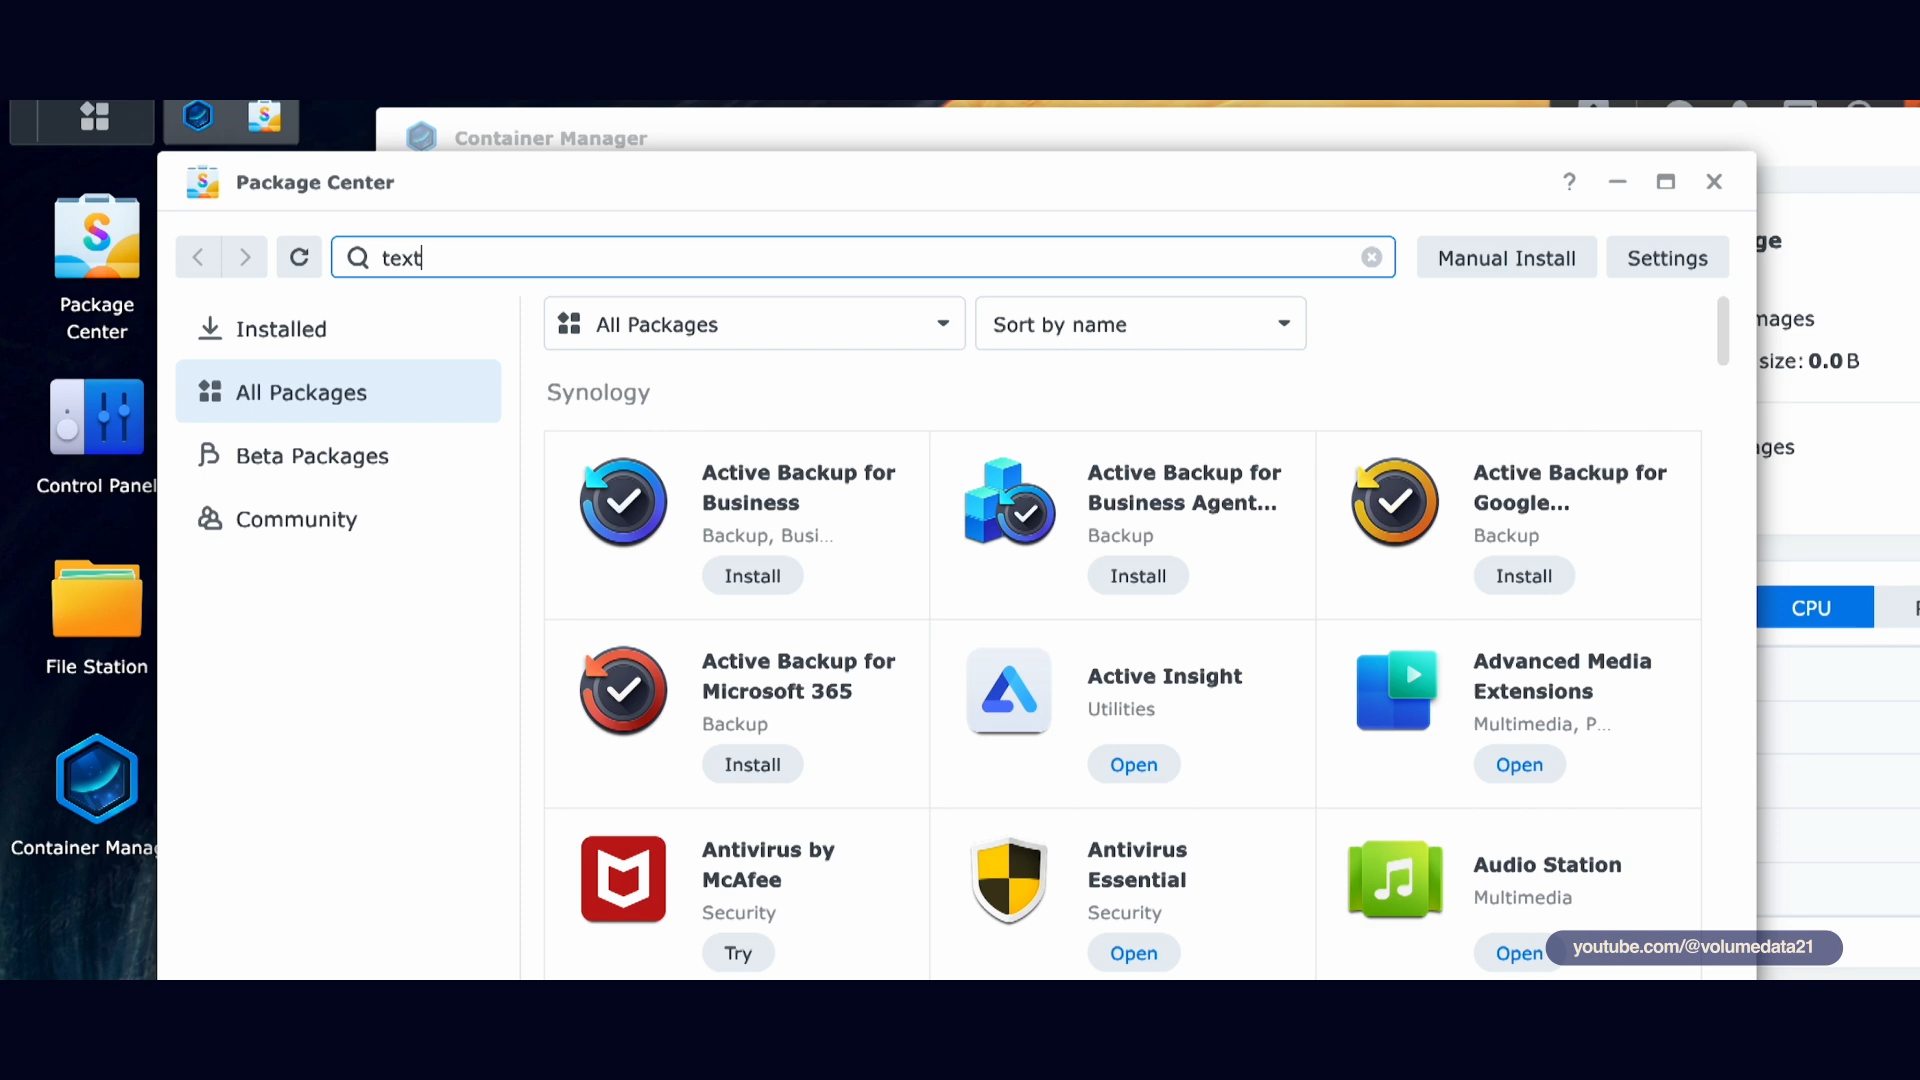 Container Manager
Package Center
text
Manual Install
Settings
Package
Center
Control Panel
File Station
Container Manag
Installed
All Packages
Beta Packages
Community
All Packages
Sort by name
Synology
Active Backup for
Business
Backup, Busi...
Install
Active Backup for
Business Agent...
Backup
Install
Active Backup for
Google...
Backup
Install
Active Backup for
Microsoft 365
Backup
Install
Active Insight
Utilities
Open
Advanced Media
Extensions
Multimedia, P...
Open
Antivirus by
McAfee
Security
Try
Antivirus
Essential
Security
Open
Audio Station
Multimedia
Open
ge
mages
size: 0.0 B
ges
CPU
youtube.com/@volumedata21